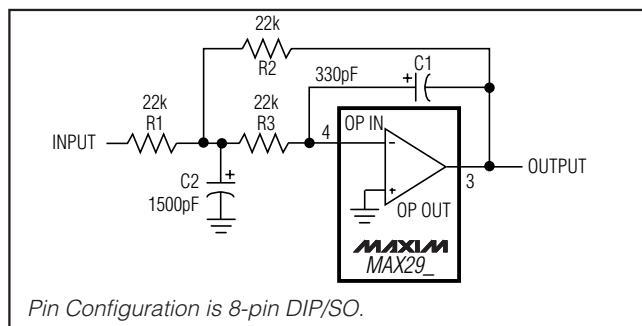 22k
R2
330pF
C1
+
22k
R1
22k
R3
4
OP IN
INPUT
OUTPUT
3
C2
+
1500pF
-
+
OP OUT
MAXIM
MAX29_
Pin Configuration is 8-pin DIP/SO.